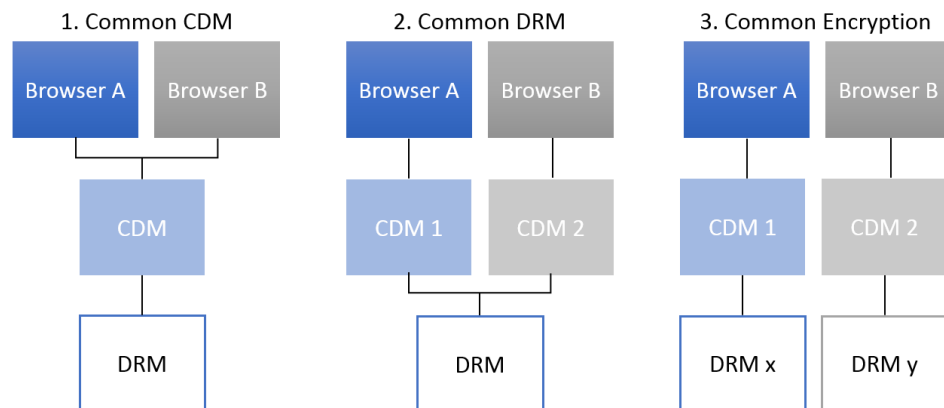 1. Common CDM
2. Common DRM
3. Common Encryption
Browser A
Browser B
Browser A
Browser B
Browser A
Browser B
CDM
CDM 1
CDM 2
CDM 1
CDM 2
DRM
DRM
DRM x
DRM y